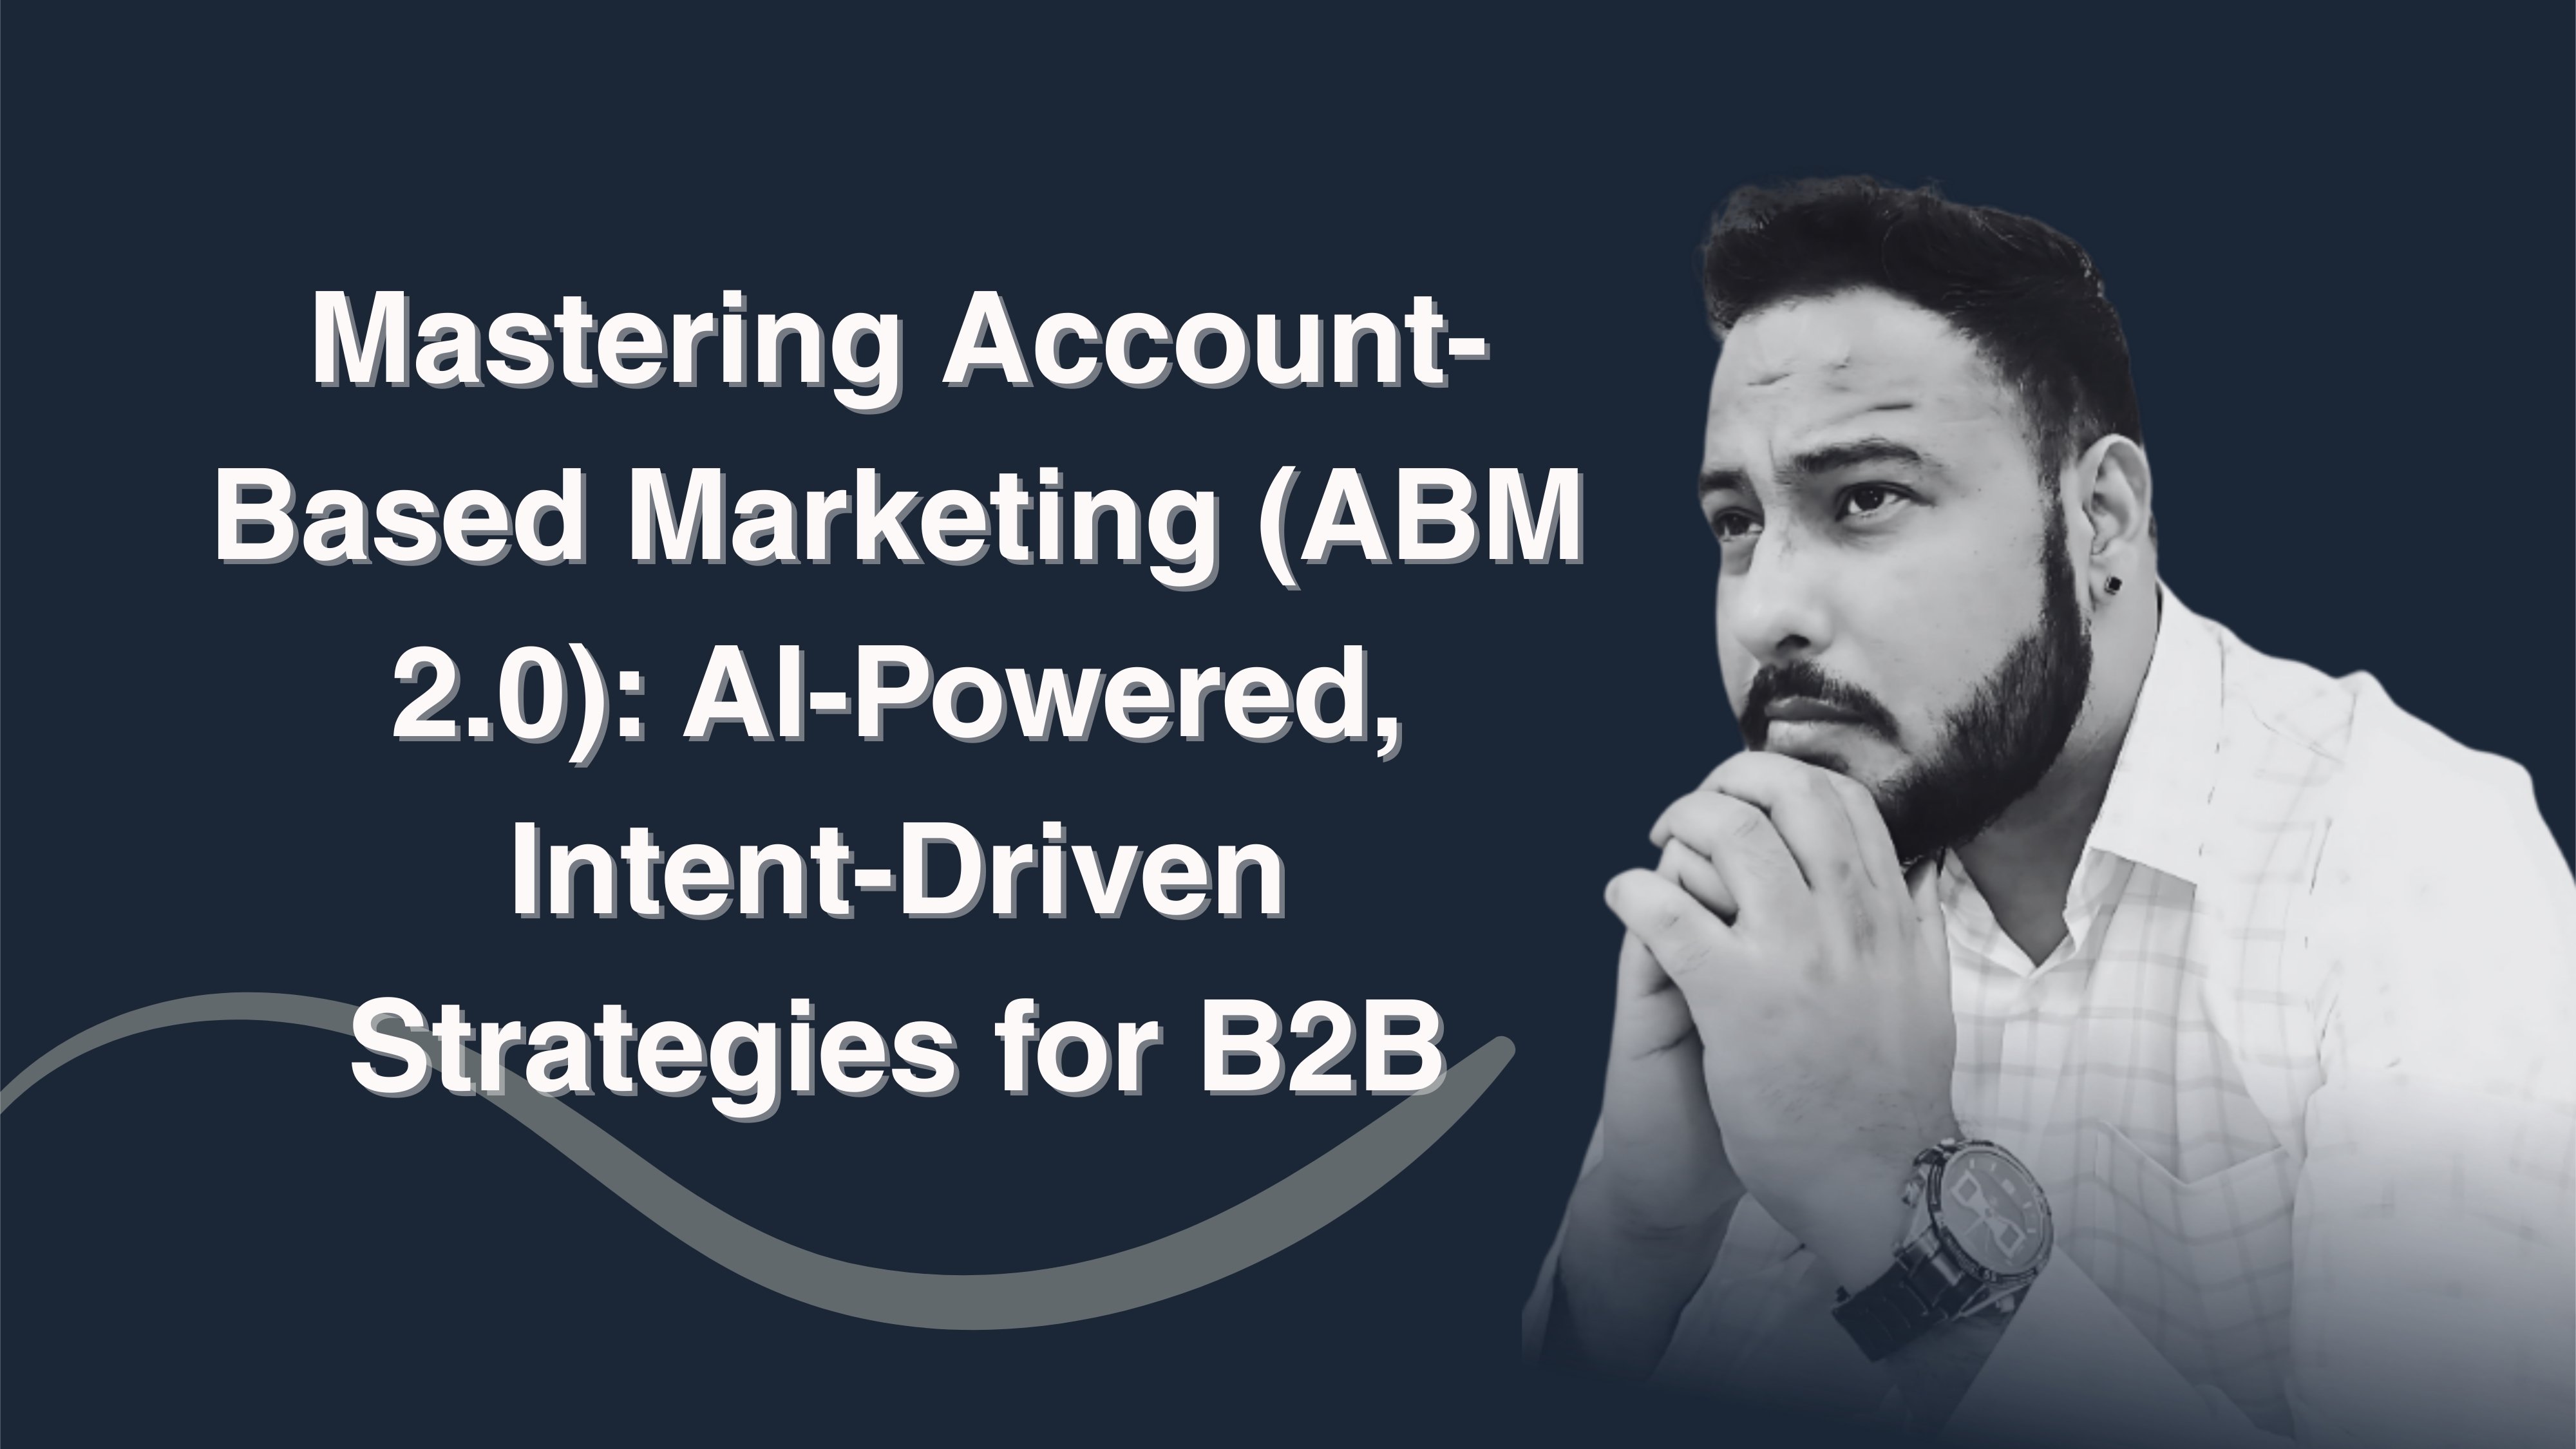 Mastering Account-
Based Marketing (ABM
2.0): AI-Powered,
Intent-Driven
Strategies for B2B